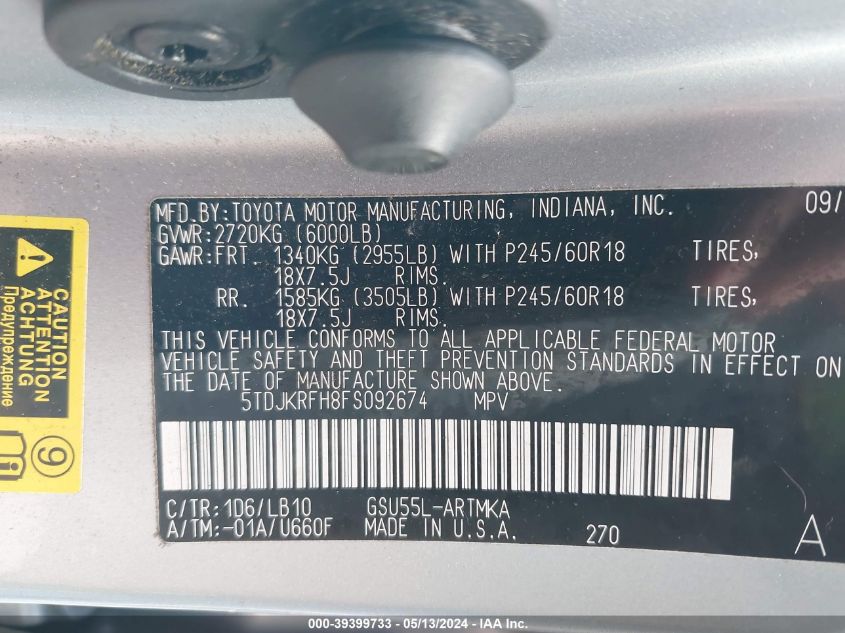 MFD.BY:TOYOTA MOTOR MANUFACTURING, INDIANA, INC. 09/
GVWR:2720KG (6000LB)
GAWR:FRT. 1340KG (2955LB) WITH P245/60R18 TIRES,
18X7.5J RIMS.
RR. 1585KG (3505LB) WITH P245/60R18 TIRES,
18X7.5J RIMS.
THIS VEHICLE CONFORMS TO ALL APPLICABLE FEDERAL MOTOR
VEHICLE SAFETY AND THEFT PREVENTION STANDARDS IN EFFECT ON
THE DATE OF MANUFACTURE SHOWN ABOVE.
5TDJKRFH8FS092674 MPV
C/TR:1D6/LB10 GSU55L-ARTMKA
A/TM:-01A/U660F MADE IN U.S.A. 270 A
CAUTION
ATTENTION
ACHTUNG
Предупреждение
9
000-39399733 - 05/13/2024 - IAA Inc.